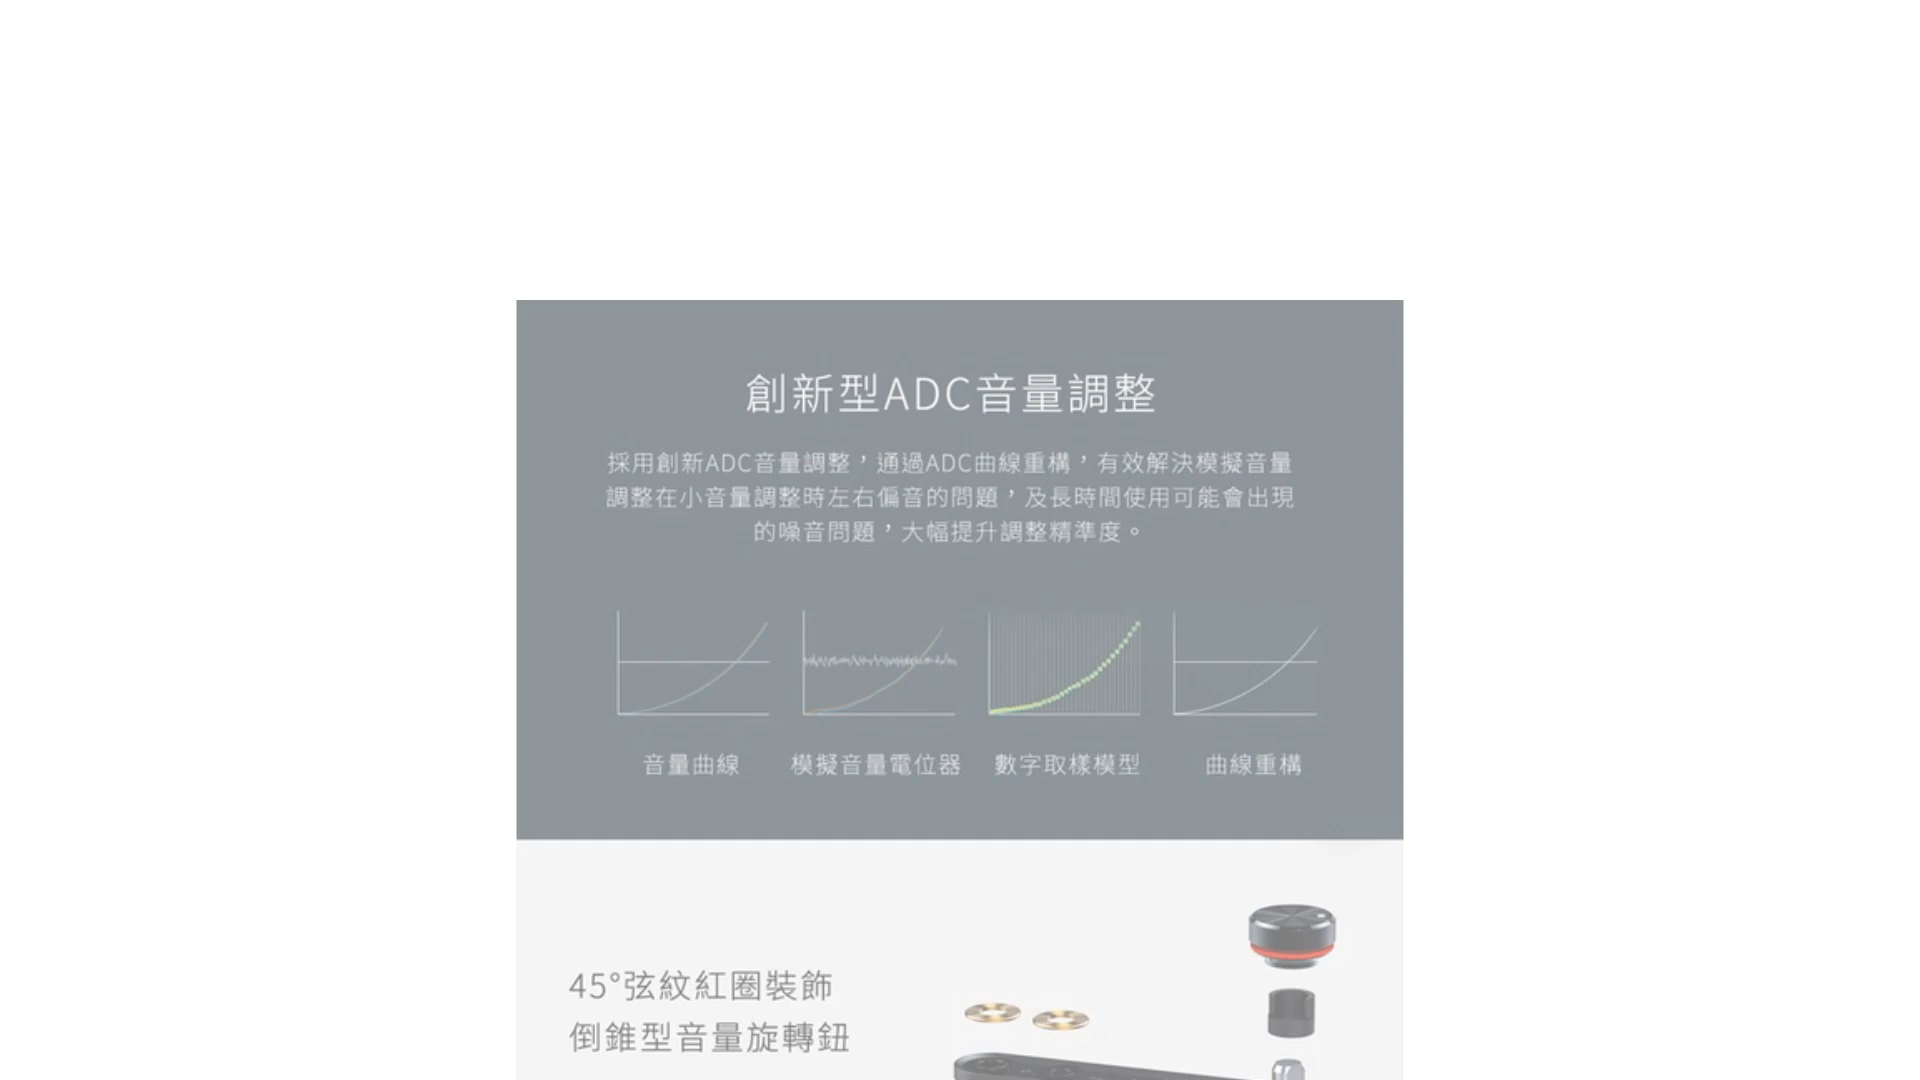 創新型ADC音量調整
採用創新ADC音量調整，通過ADC曲線重構，有效解決模擬音量
調整在小音量調整時左右偏音的問題，及長時間使用可能會出現
的噪音問題，大幅提升調整精準度。
音量曲線
模擬音量電位器
數字取樣模型
曲線重構
45°弦紋紅圈裝飾
倒錐型音量旋轉鈕